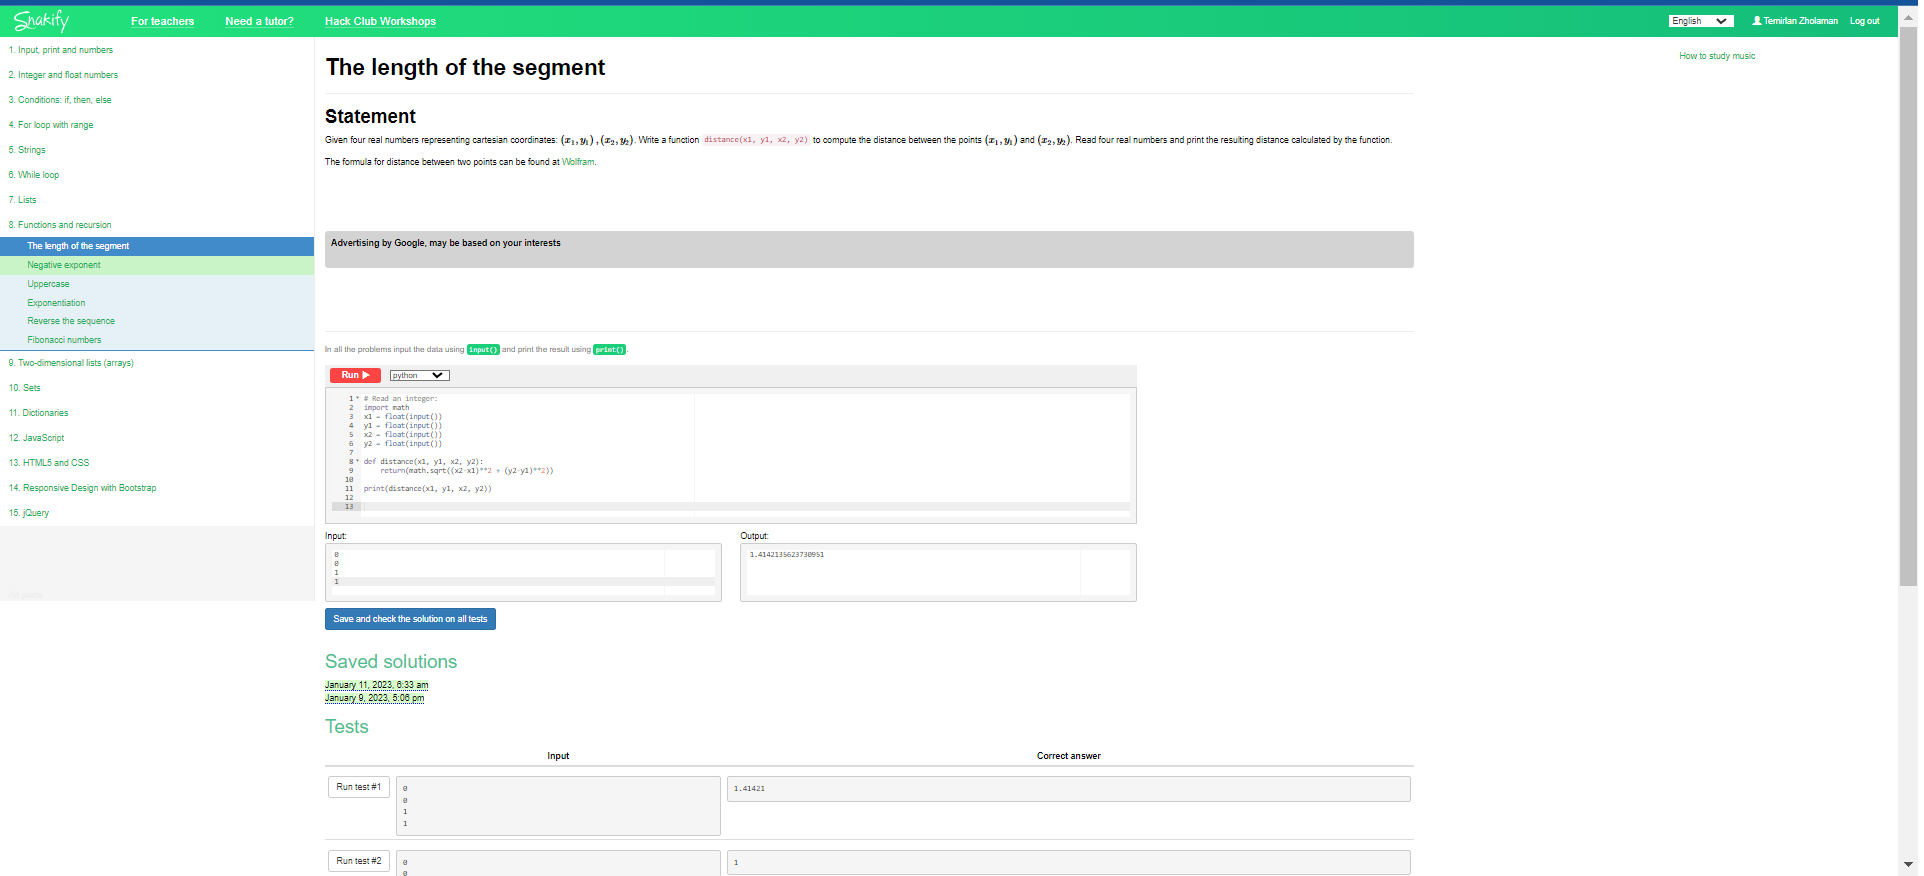 Snakify
For teachers
Need a tutor?
Hack Club Workshops
English
Temirlan Zholaman
Log out
1. Input, print and numbers
2. Integer and float numbers
3. Conditions: if, then, else
4. For loop with range
5. Strings
6. While loop
7. Lists
8. Functions and recursion
The length of the segment
Negative exponent
Uppercase
Exponentiation
Reverse the sequence
Fibonacci numbers
9. Two-dimensional lists (arrays)
10. Sets
11. Dictionaries
12. JavaScript
13. HTML5 and CSS
14. Responsive Design with Bootstrap
15. jQuery
The length of the segment
How to study music
Statement
Given four real numbers representing cartesian coordinates: (x₁, y₁), (x₂, y₂). Write a function distance(x1, y1, x2, y2) to compute the distance between the points (x₁, y₁) and (x₂, y₂). Read four real numbers and print the resulting distance calculated by the function.
The formula for distance between two points can be found at Wolfram.
Advertising by Google, may be based on your interests
In all the problems input the data using input() and print the result using print().
Run
python
1 # Read an integer:
2 import math
3 x1 = float(input())
4 y1 = float(input())
5 x2 = float(input())
6 y2 = float(input())
7
8 def distance(x1, y1, x2, y2):
9 return(math.sqrt((x2-x1)**2 + (y2-y1)**2))
10
11 print(distance(x1, y1, x2, y2))
12
13
Input:
0
0
1
1
Output:
1.4142135623730951
Save and check the solution on all tests
Saved solutions
January 11, 2023, 6:33 am
January 9, 2023, 5:06 pm
Tests
Input
Correct answer
Run test #1
0
0
1
1
1.41421
Run test #2
0
0
1